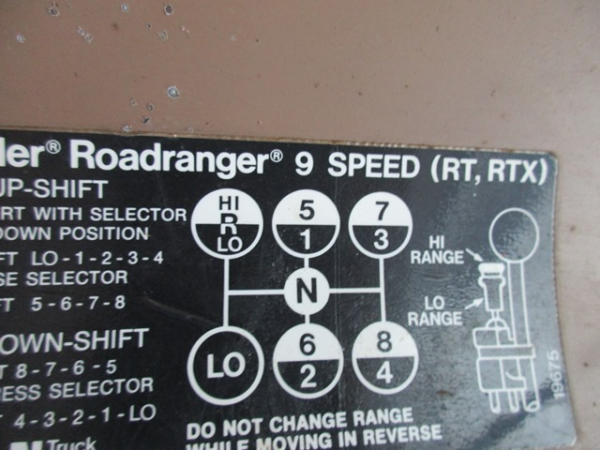 ler® Roadranger® 9 SPEED (RT, RTX)
UP-SHIFT
RT WITH SELECTOR
DOWN POSITION
FT LO-1-2-3-4
SE SELECTOR
FT 5-6-7-8
OWN-SHIFT
T 8-7-6-5
RESS SELECTOR
T 4-3-2-1-LO
Truck
HI
R
LO
5
1
7
3
N
LO
6
2
8
4
DO NOT CHANGE RANGE
WHILE MOVING IN REVERSE
HI
RANGE
LO
RANGE
19675